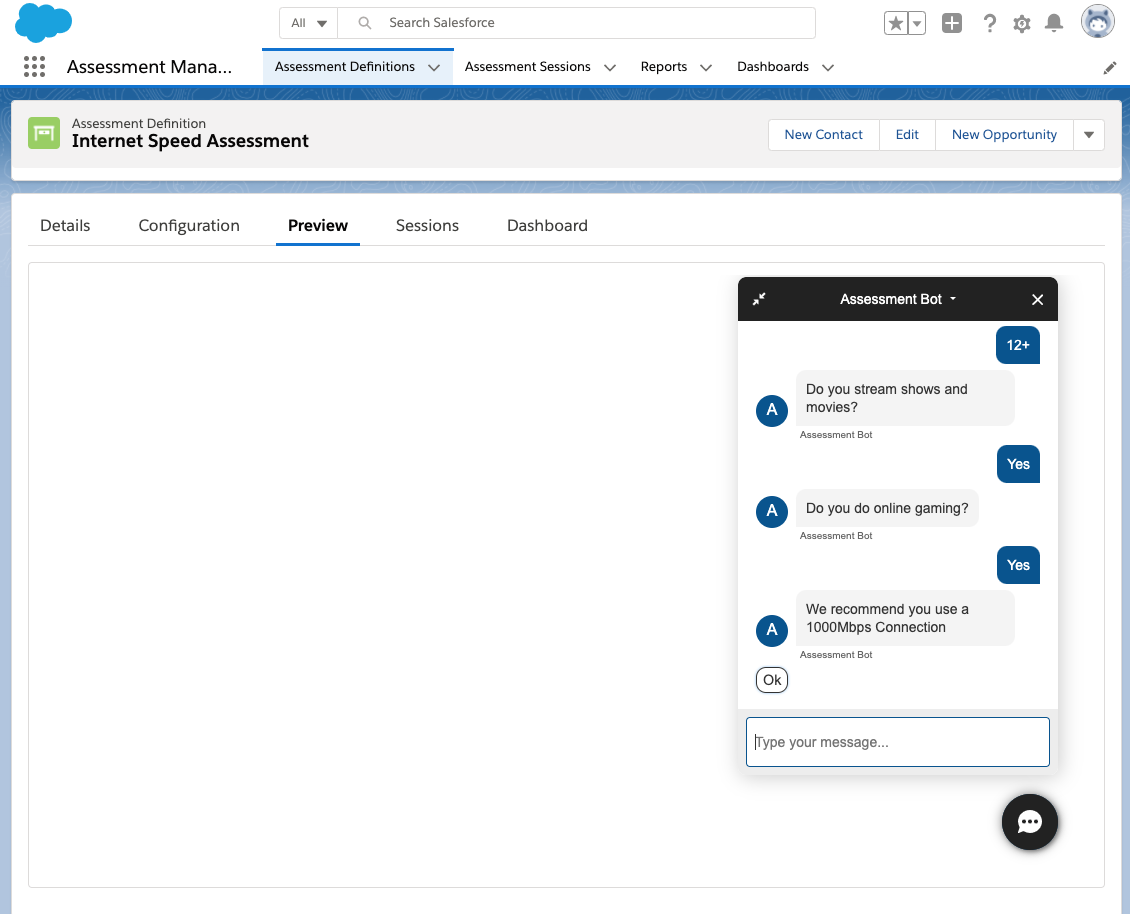 All
Search Salesforce
Assessment Mana...
Assessment Definitions
Assessment Sessions
Reports
Dashboards
Assessment Definition
Internet Speed Assessment
New Contact
Edit
New Opportunity
Details
Configuration
Preview
Sessions
Dashboard
Assessment Bot
12+
Do you stream shows and
movies?
A
Assessment Bot
Yes
Do you do online gaming?
A
Assessment Bot
Yes
We recommend you use a
1000Mbps Connection
A
Assessment Bot
Ok
Type your message...